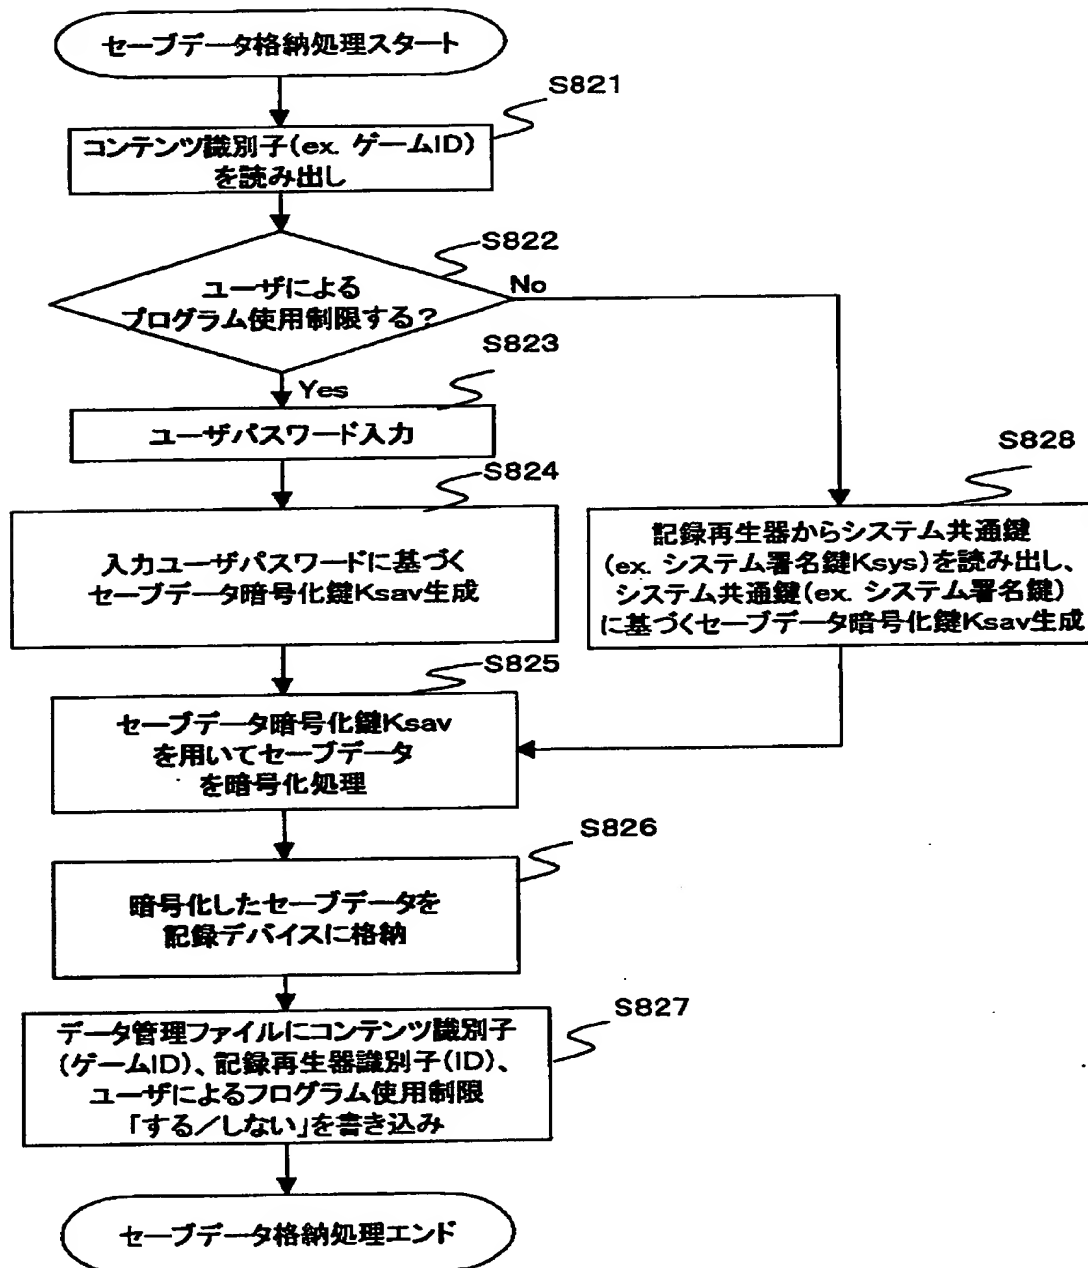 セーブデータ格納処理スタート
S821
コンテンツ識別子(ex. ゲームID)
を読み出し
S822
ユーザによる
プログラム使用制限する?
No
Yes
S823
ユーザパスワード入力
S824
入力ユーザパスワードに基づく
セーブデータ暗号化鍵Ksav生成
S828
記録再生器からシステム共通鍵
(ex. システム署名鍵Ksys)を読み出し、
システム共通鍵(ex. システム署名鍵)
に基づくセーブデータ暗号化鍵Ksav生成
S825
セーブデータ暗号化鍵Ksav
を用いてセーブデータ
を暗号化処理
S826
暗号化したセーブデータを
記録デバイスに格納
S827
データ管理ファイルにコンテンツ識別子
(ゲームID)、記録再生器識別子(ID)、
ユーザによるプログラム使用制限
「する/しない」を書き込み
セーブデータ格納処理エンド